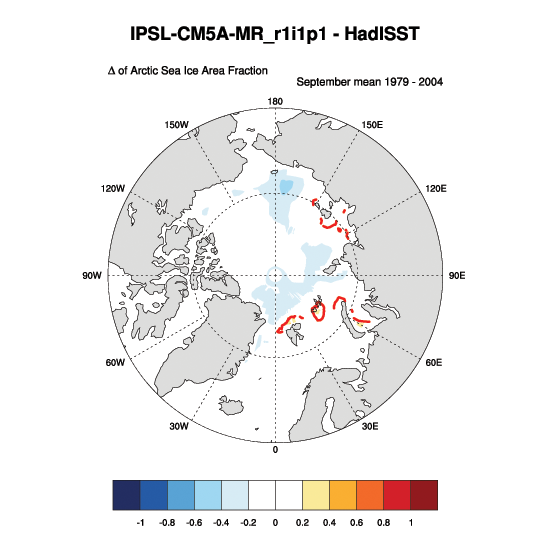 IPSL-CM5A-MR_r1i1p1 - HadISST
Δ of Arctic Sea Ice Area Fraction
September mean 1979 - 2004
180
150W 150E
120W 120E
90W 90E
60W 60E
30W 30E
0
-1 -0.8 -0.6 -0.4 -0.2 0 0.2 0.4 0.6 0.8 1